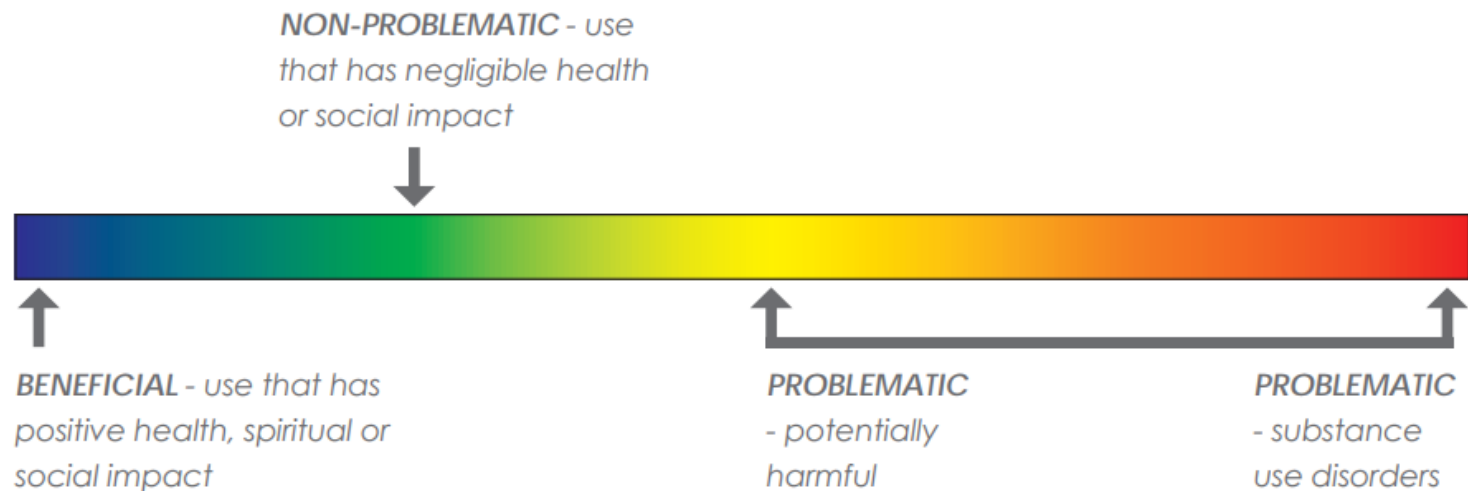 NON-PROBLEMATIC - use
that has negligible health
or social impact
BENEFICIAL - use that has
positive health, spiritual or
social impact
PROBLEMATIC
- potentially
harmful
PROBLEMATIC
- substance
use disorders